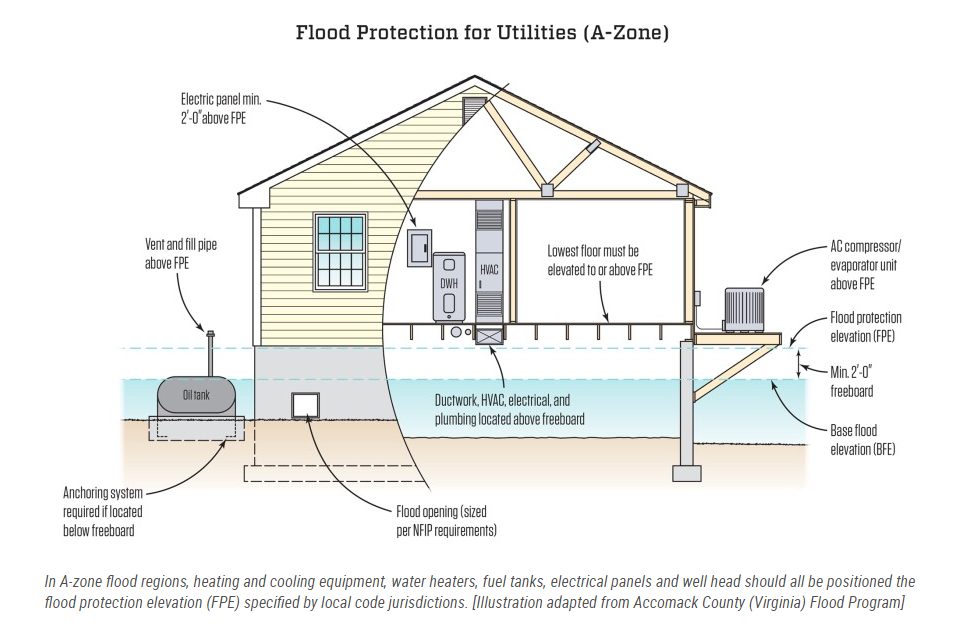 Flood Protection for Utilities (A-Zone)
Electric panel min.
2'-0" above FPE
Vent and fill pipe
above FPE
Oil tank
Anchoring system
required if located
below freeboard
Flood opening (sized
per NFIP requirements)
DWH
HVAC
Lowest floor must be
elevated to or above FPE
Ductwork, HVAC, electrical, and
plumbing located above freeboard
AC compressor/
evaporator unit
above FPE
Flood protection
elevation (FPE)
Min. 2'-0"
freeboard
Base flood
elevation (BFE)
In A-zone flood regions, heating and cooling equipment, water heaters, fuel tanks, electrical panels and well head should all be positioned the
flood protection elevation (FPE) specified by local code jurisdictions. [Illustration adapted from Accomack County (Virginia) Flood Program]